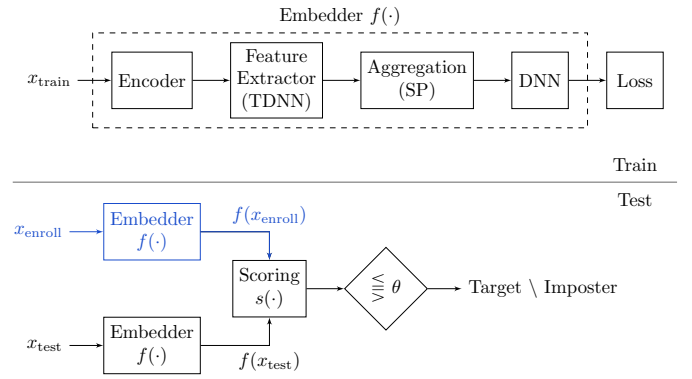 Embedder f(·)
x_train
Encoder
Feature
Extractor
(TDNN)
Aggregation
(SP)
DNN
Loss
Train
Test
x_enroll
Embedder
f(·)
f(x_enroll)
Scoring
s(·)
≦ θ
>
Target \ Imposter
x_test
Embedder
f(·)
f(x_test)